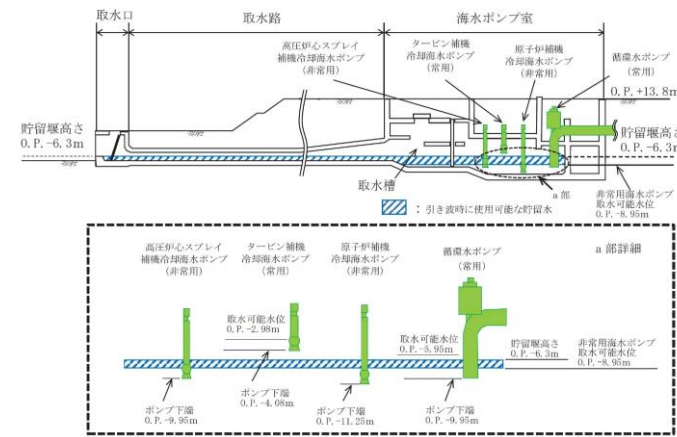 取水口
取水路
海水ポンプ室
高圧炉心スプレイ
補機冷却海水ポンプ
(非常用)
タービン補機
冷却海水ポンプ
(常用)
原子炉補機
冷却海水ポンプ
(非常用)
循環水ポンプ
(常用)
O.P.+13.8m
貯留堰高さ
O.P.-6.3m
貯留堰高さ
O.P.-6.3m
取水槽
a 部
非常用海水ポンプ
取水可能水位
O.P.-8.95m
：引き波時に使用可能な貯留水
a 部詳細
高圧炉心スプレイ
補機冷却海水ポンプ
(非常用)
タービン補機
冷却海水ポンプ
(常用)
原子炉補機
冷却海水ポンプ
(非常用)
循環水ポンプ
(常用)
取水可能水位
O.P.-2.98m
取水可能水位
O.P.-5.95m
貯留堰高さ
O.P.-6.3m
非常用海水ポンプ
取水可能水位
O.P.-8.95m
ポンプ下端
O.P.-9.95m
ポンプ下端
O.P.-4.08m
ポンプ下端
O.P.-11.25m
ポンプ下端
O.P.-9.95m